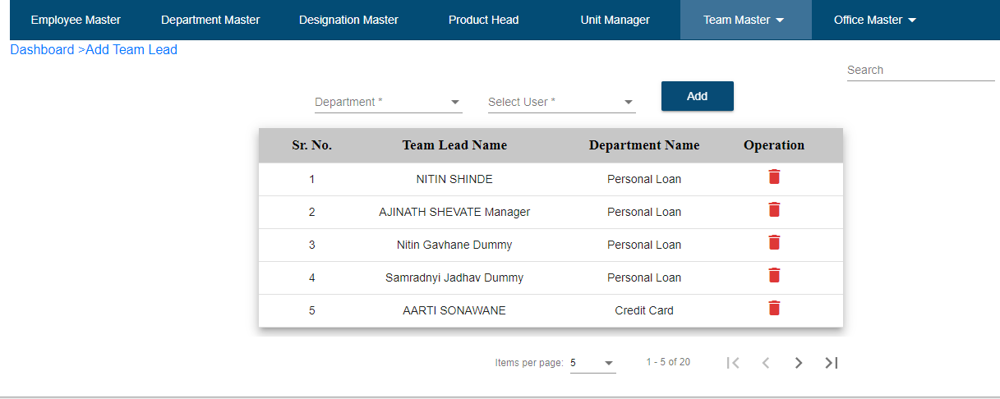 Employee Master Department Master Designation Master Product Head Unit Manager Team Master Office Master
Dashboard >Add Team Lead
Search
Department * Select User * Add
Sr. No. Team Lead Name Department Name Operation
1 NITIN SHINDE Personal Loan
2 AJINATH SHEVATE Manager Personal Loan
3 Nitin Gavhane Dummy Personal Loan
4 Samradnyi Jadhav Dummy Personal Loan
5 AARTI SONAWANE Credit Card
Items per page: 5 1 - 5 of 20